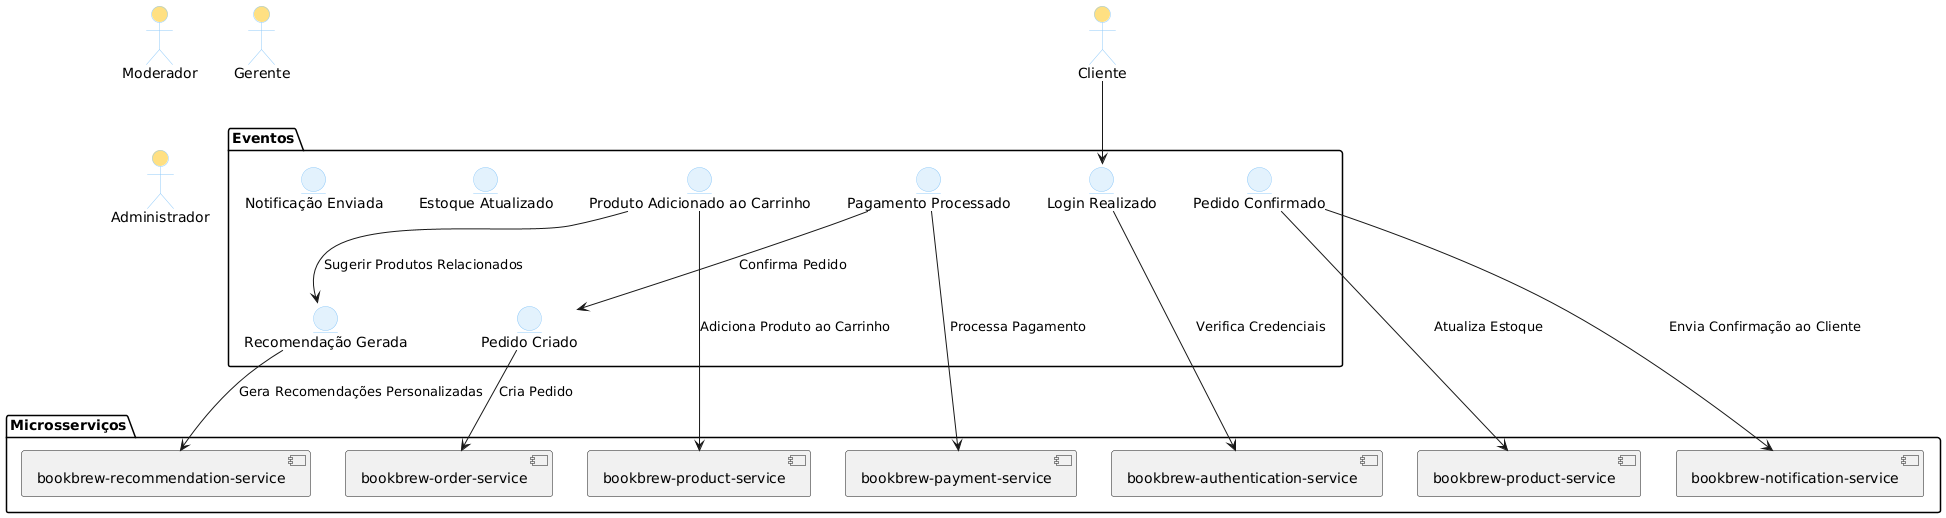 Moderador
Gerente
Cliente
Eventos
Administrador
Notificação Enviada
Estoque Atualizado
Produto Adicionado ao Carrinho
Pagamento Processado
Login Realizado
Pedido Confirmado
Sugerir Produtos Relacionados
Confirma Pedido
Adiciona Produto ao Carrinho
Processa Pagamento
Verifica Credenciais
Atualiza Estoque
Envia Confirmação ao Cliente
Recomendação Gerada
Pedido Criado
Gera Recomendações Personalizadas
Cria Pedido
Microsserviços
bookbrew-recommendation-service
bookbrew-order-service
bookbrew-product-service
bookbrew-payment-service
bookbrew-authentication-service
bookbrew-product-service
bookbrew-notification-service